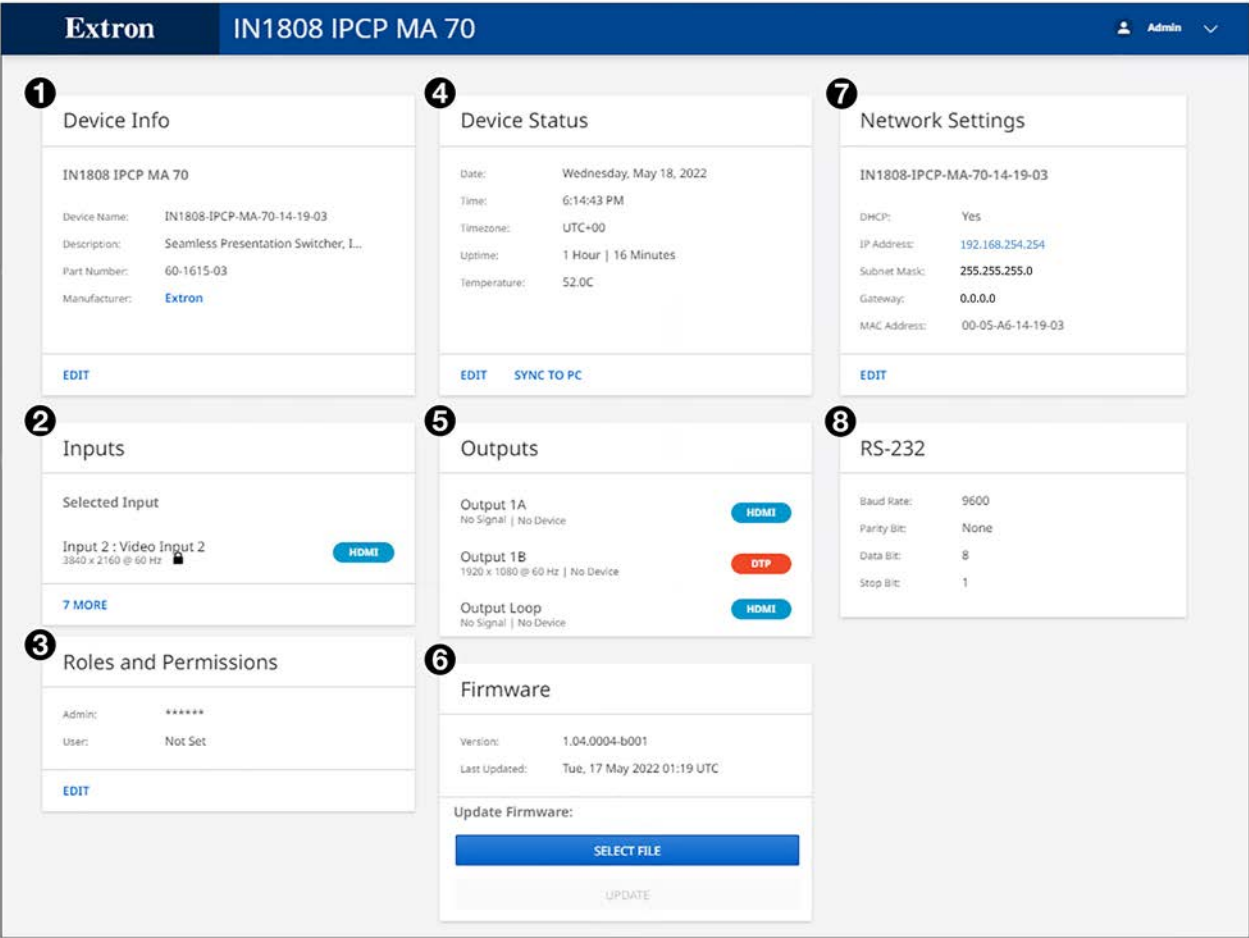 Extron
IN1808 IPCP MA 70
Admin
1
Device Info
IN1808 IPCP MA 70
Device Name: IN1808-IPCP-MA-70-14-19-03
Description: Seamless Presentation Switcher, I...
Part Number: 60-1615-03
Manufacturer: Extron
EDIT
2
Inputs
Selected Input
Input 2 : Video Input 2
3840 x 2160 @ 60 Hz
HDMI
7 MORE
3
Roles and Permissions
Admin: ******
User: Not Set
EDIT
4
Device Status
Date: Wednesday, May 18, 2022
Time: 6:14:43 PM
Timezone: UTC+00
Uptime: 1 Hour | 16 Minutes
Temperature: 52.0C
EDIT SYNC TO PC
5
Outputs
Output 1A
No Signal | No Device
HDMI
Output 1B
1920 x 1080 @ 60 Hz | No Device
DTP
Output Loop
No Signal | No Device
HDMI
6
Firmware
Version: 1.04.0004-b001
Last Updated: Tue, 17 May 2022 01:19 UTC
Update Firmware:
SELECT FILE
UPDATE
7
Network Settings
IN1808-IPCP-MA-70-14-19-03
DHCP: Yes
IP Address: 192.168.254.254
Subnet Mask: 255.255.255.0
Gateway: 0.0.0.0
MAC Address: 00-05-A6-14-19-03
EDIT
8
RS-232
Baud Rate: 9600
Parity Bit: None
Data Bit: 8
Stop Bit: 1